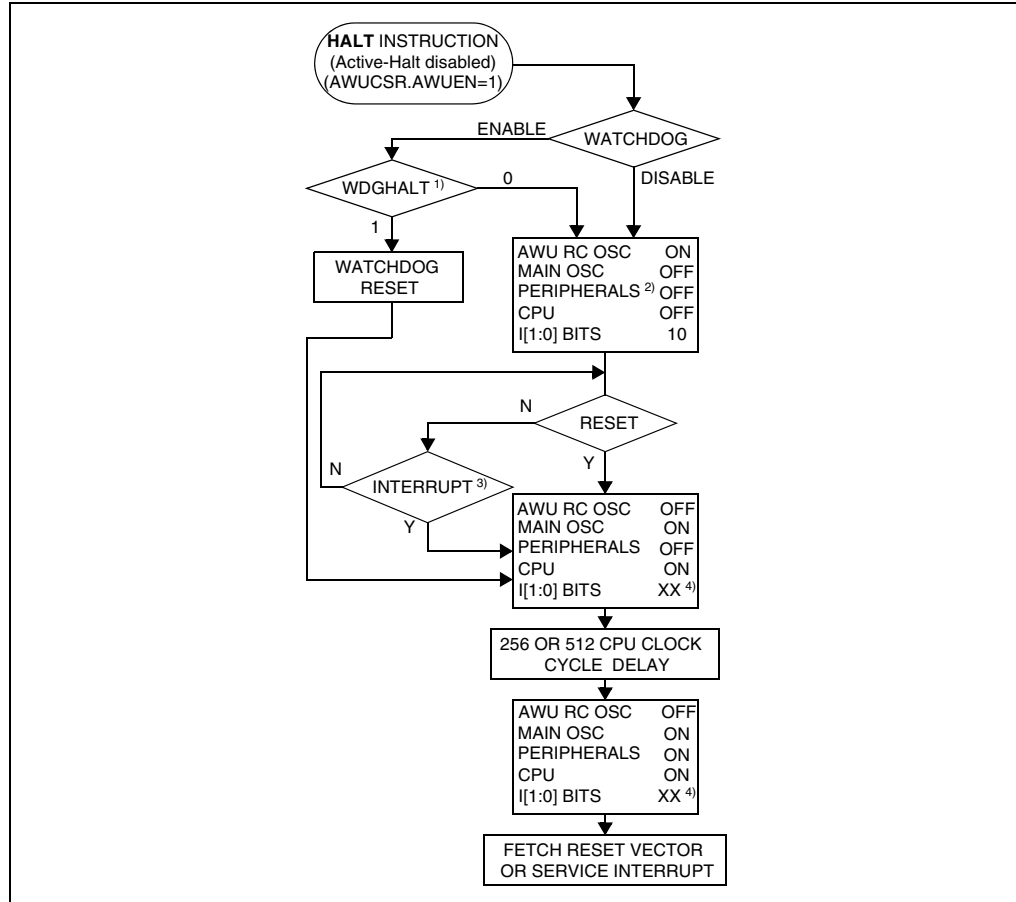 HALT INSTRUCTION
(Active-Halt disabled)
(AWUCSR.AWUEN=1)
WATCHDOG
ENABLE
DISABLE
WDGHALT 1)
0
1
WATCHDOG
RESET
AWU RC OSC ON
MAIN OSC OFF
PERIPHERALS 2) OFF
CPU OFF
I[1:0] BITS 10
RESET
N
Y
INTERRUPT 3)
N
Y
AWU RC OSC OFF
MAIN OSC ON
PERIPHERALS OFF
CPU ON
I[1:0] BITS XX 4)
256 OR 512 CPU CLOCK
CYCLE DELAY
AWU RC OSC OFF
MAIN OSC ON
PERIPHERALS ON
CPU ON
I[1:0] BITS XX 4)
FETCH RESET VECTOR
OR SERVICE INTERRUPT